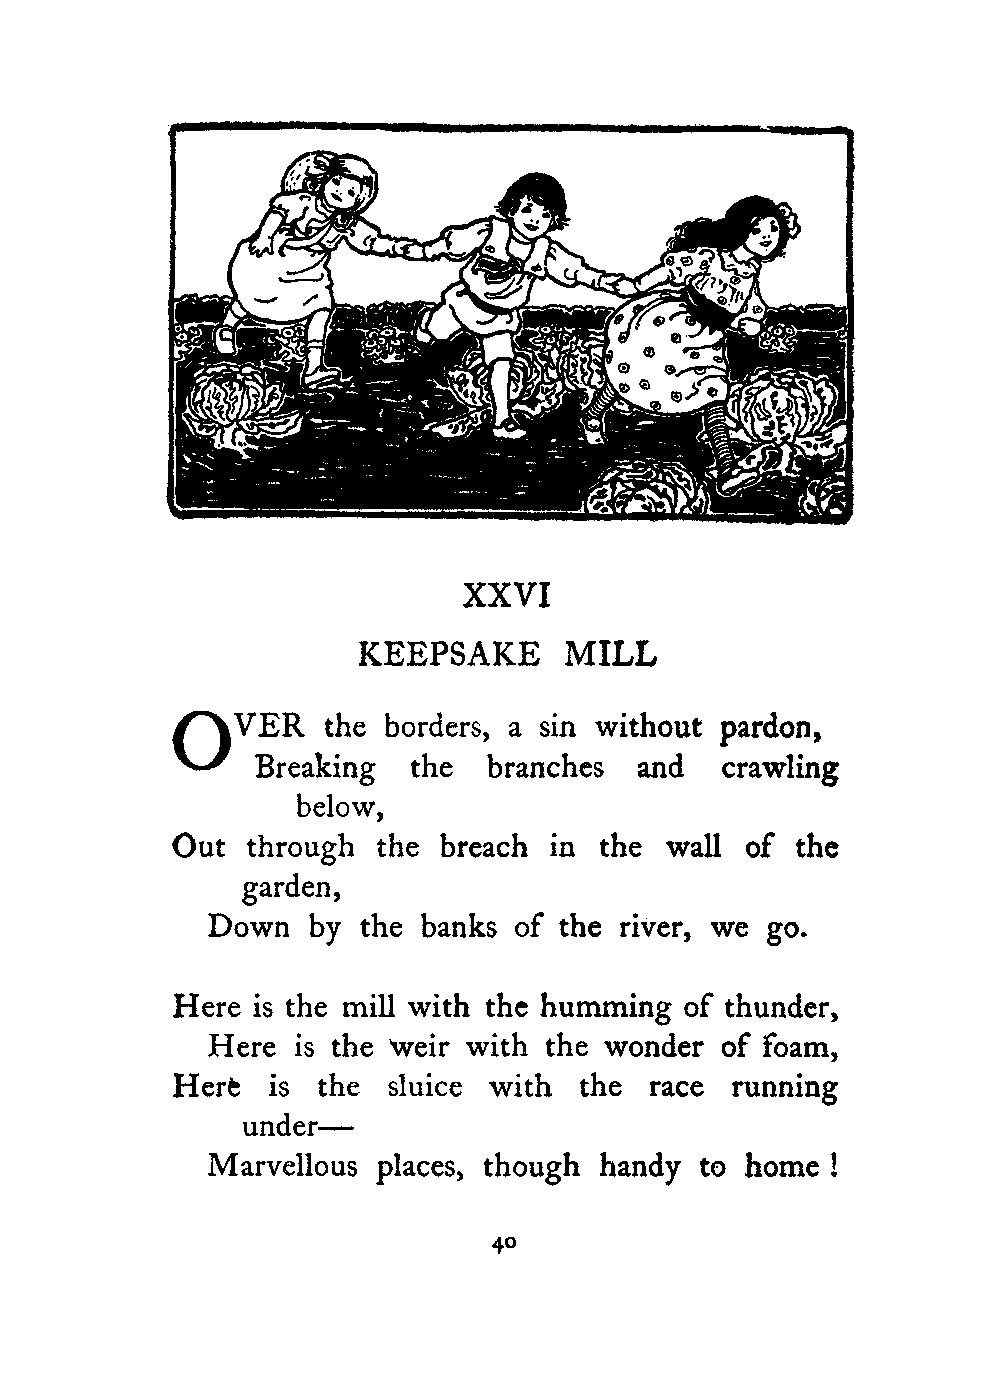 XXVI
KEEPSAKE MILL
OVER the borders, a sin without pardon,
Breaking the branches and crawling
below,
Out through the breach in the wall of the
garden,
Down by the banks of the river, we go.
Here is the mill with the humming of thunder,
Here is the weir with the wonder of foam,
Here is the sluice with the race running
under—
Marvellous places, though handy to home !
40